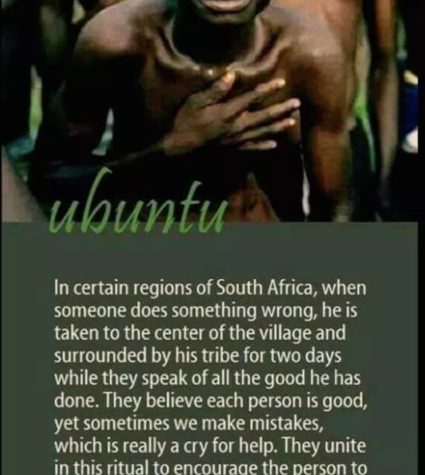 ubuntu
In certain regions of South Africa, when
someone does something wrong, he is
taken to the center of the village and
surrounded by his tribe for two days
while they speak of all the good he has
done. They believe each person is good,
yet sometimes we make mistakes,
which is really a cry for help. They unite
in this ritual to encourage the person to